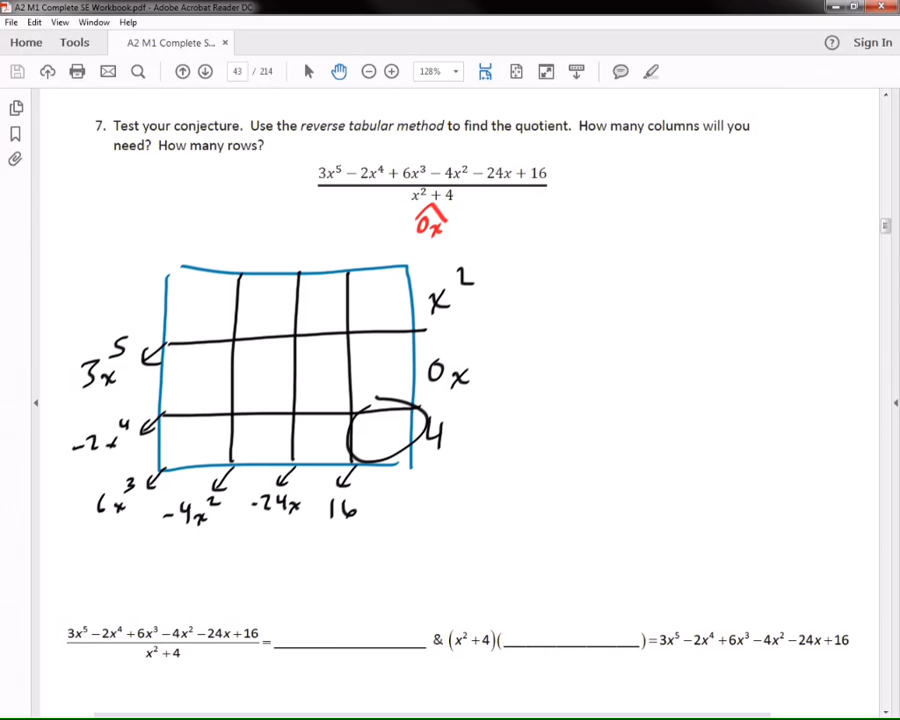 A2 M1 Complete SE Workbook.pdf - Adobe Acrobat Reader DC
File Edit View Window Help
Home Tools A2 M1 Complete S... × ? Sign In
43 / 214 128%
7. Test your conjecture. Use the reverse tabular method to find the quotient. How many columns will you
need? How many rows?
3x⁵ − 2x⁴ + 6x³ − 4x² − 24x + 16
x² + 4
0x
x²
3x⁵
0x
-2x⁴
4
6x³ -4x² -24x 16
3x⁵ − 2x⁴ + 6x³ − 4x² − 24x + 16
x² + 4
= ______________ & (x² + 4)(______________) = 3x⁵ − 2x⁴ + 6x³ − 4x² − 24x + 16